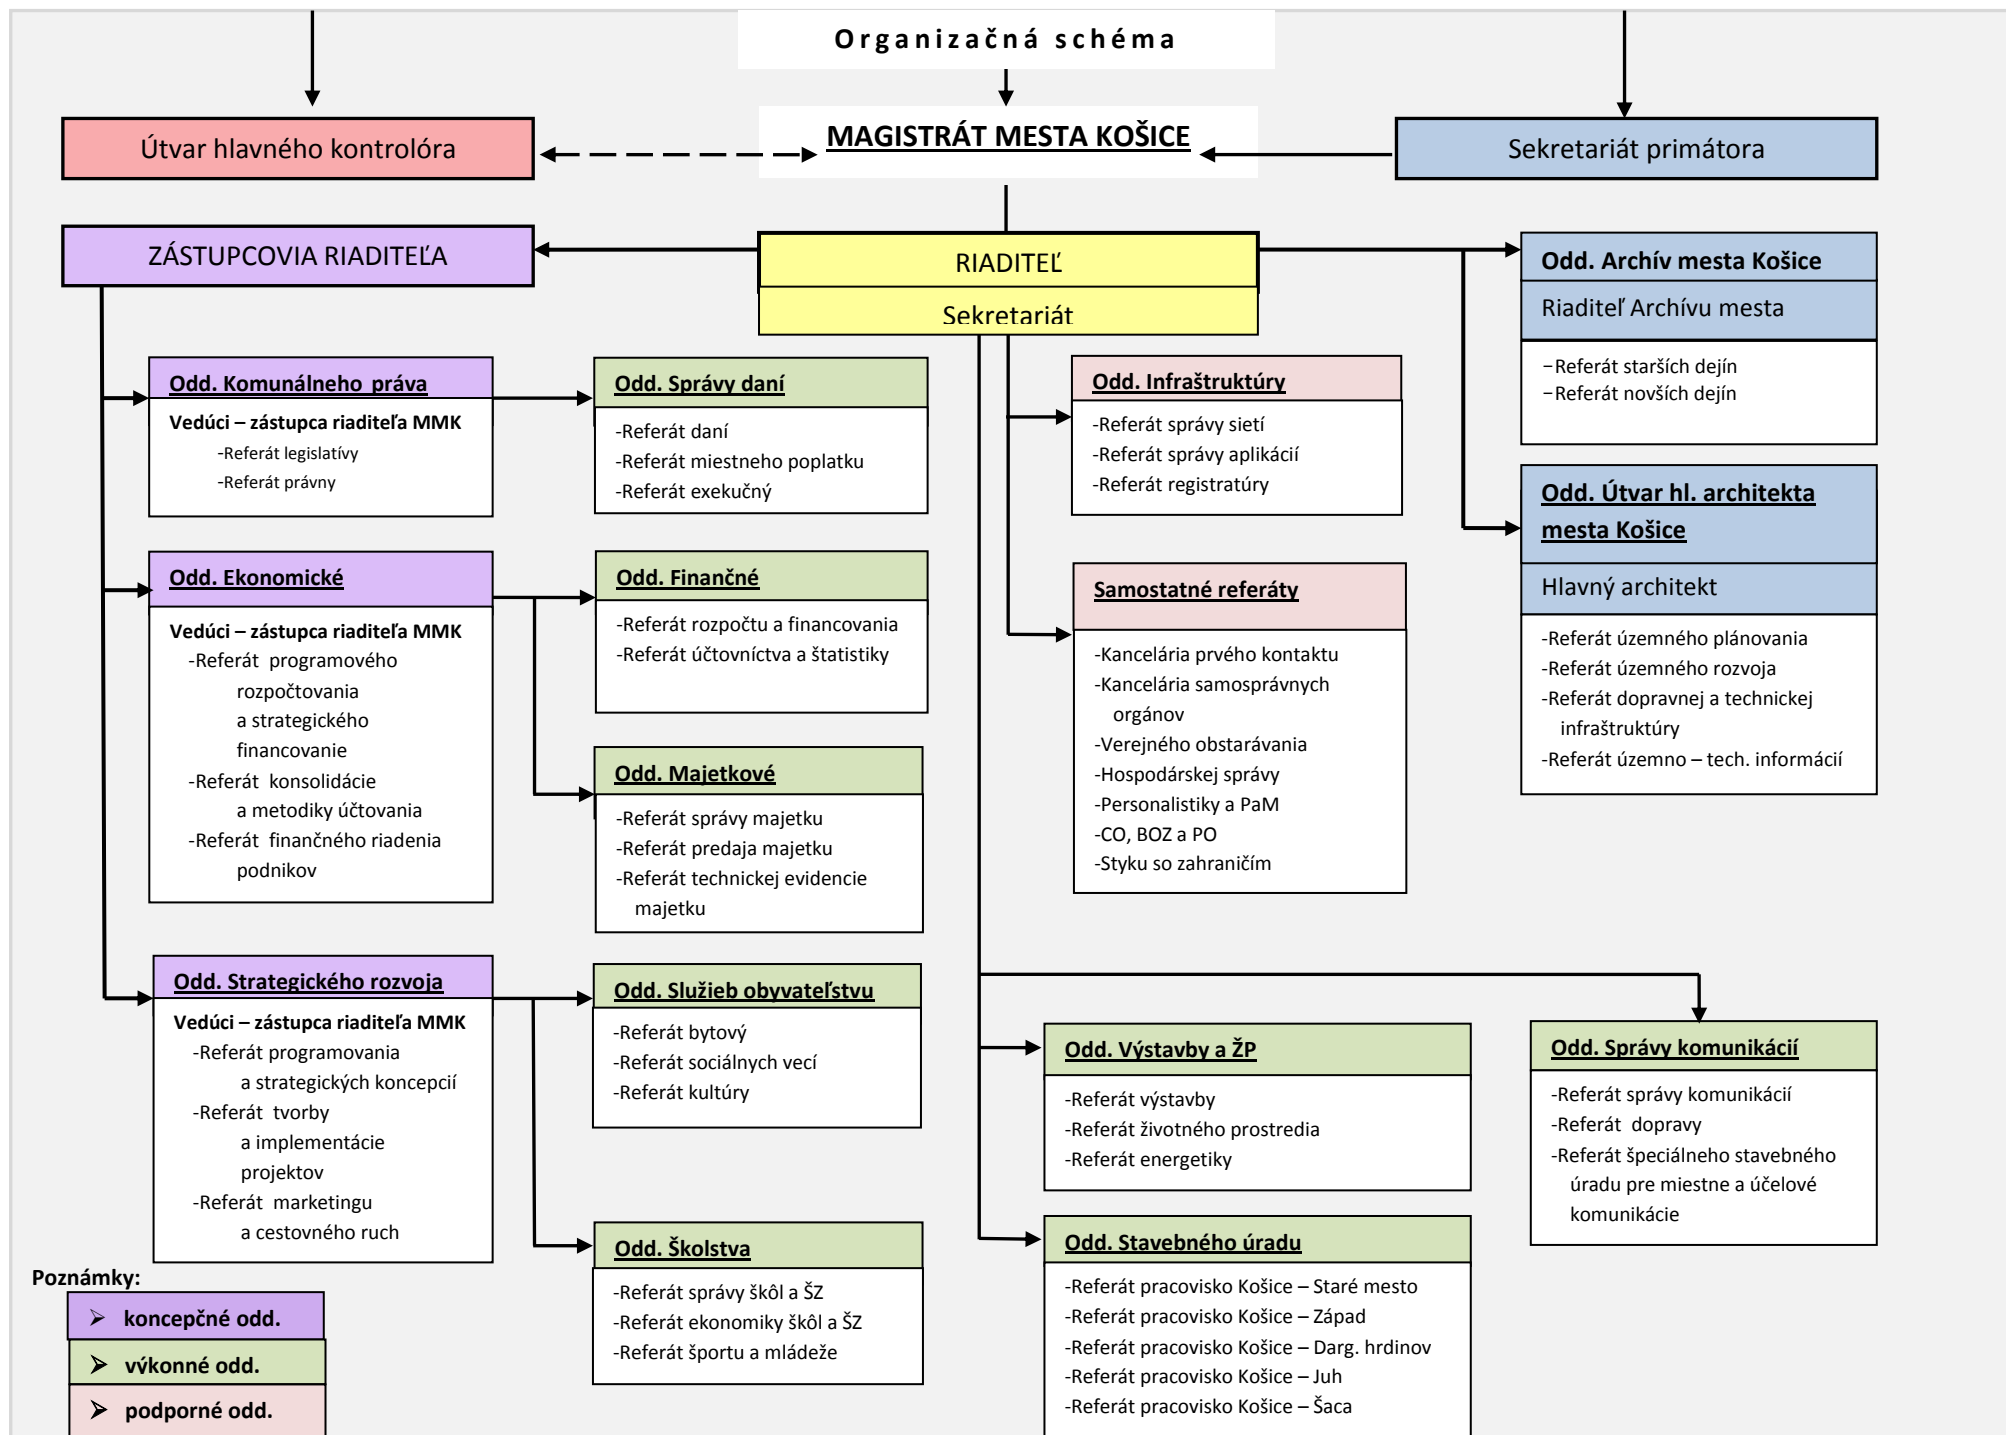 Organizačná schéma
Útvar hlavného kontrolóra
MAGISTRÁT MESTA KOŠICE
Sekretariát primátora
ZÁSTUPCOVIA RIADITEĽA
RIADITEĽ
Sekretariát
Odd. Archív mesta Košice
Riaditeľ Archívu mesta
–Referát starších dejín
–Referát novších dejín
Odd. Komunálneho práva
Vedúci – zástupca riaditeľa MMK
-Referát legislatívy
-Referát právny
Odd. Správy daní
-Referát daní
-Referát miestneho poplatku
-Referát exekučný
Odd. Infraštruktúry
-Referát správy sietí
-Referát správy aplikácií
-Referát registratúry
Odd. Útvar hl. architekta
mesta Košice
Hlavný architekt
-Referát územného plánovania
-Referát územného rozvoja
-Referát dopravnej a technickej
infraštruktúry
-Referát územno – tech. informácií
Odd. Ekonomické
Vedúci – zástupca riaditeľa MMK
-Referát programového
rozpočtovania
a strategického
financovanie
-Referát konsolidácie
a metodiky účtovania
-Referát finančného riadenia
podnikov
Odd. Finančné
-Referát rozpočtu a financovania
-Referát účtovníctva a štatistiky
Odd. Majetkové
-Referát správy majetku
-Referát predaja majetku
-Referát technickej evidencie
majetku
Samostatné referáty
-Kancelária prvého kontaktu
-Kancelária samosprávnych
orgánov
-Verejného obstarávania
-Hospodárskej správy
-Personalistiky a PaM
-CO, BOZ a PO
-Styku so zahraničím
Odd. Strategického rozvoja
Vedúci – zástupca riaditeľa MMK
-Referát programovania
a strategických koncepcií
-Referát tvorby
a implementácie
projektov
-Referát marketingu
a cestovného ruch
Odd. Služieb obyvateľstvu
-Referát bytový
-Referát sociálnych vecí
-Referát kultúry
Odd. Školstva
-Referát správy škôl a ŠZ
-Referát ekonomiky škôl a ŠZ
-Referát športu a mládeže
Odd. Výstavby a ŽP
-Referát výstavby
-Referát životného prostredia
-Referát energetiky
Odd. Správy komunikácií
-Referát správy komunikácií
-Referát dopravy
-Referát špeciálneho stavebného
úradu pre miestne a účelové
komunikácie
Odd. Stavebného úradu
-Referát pracovisko Košice – Staré mesto
-Referát pracovisko Košice – Západ
-Referát pracovisko Košice – Darg. hrdinov
-Referát pracovisko Košice – Juh
-Referát pracovisko Košice – Šaca
Poznámky:
➢ koncepčné odd.
➢ výkonné odd.
➢ podporné odd.